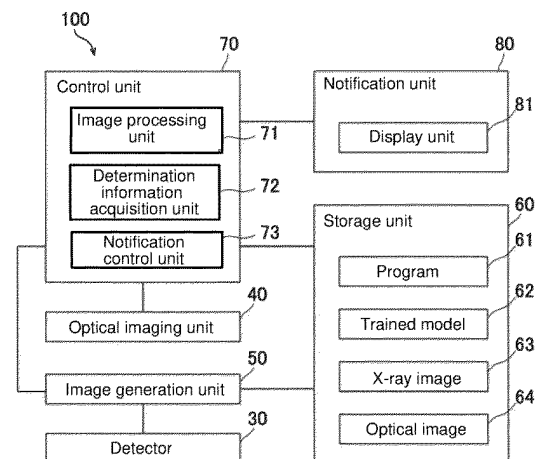 100
70
80
Control unit
Notification unit
Image processing
unit
71
Display unit
81
Determination
information
acquisition unit
72
Notification
control unit
73
Storage unit
60
Program
61
Optical imaging unit
40
Trained model
62
Image generation unit
50
X-ray image
63
Detector
30
Optical image
64